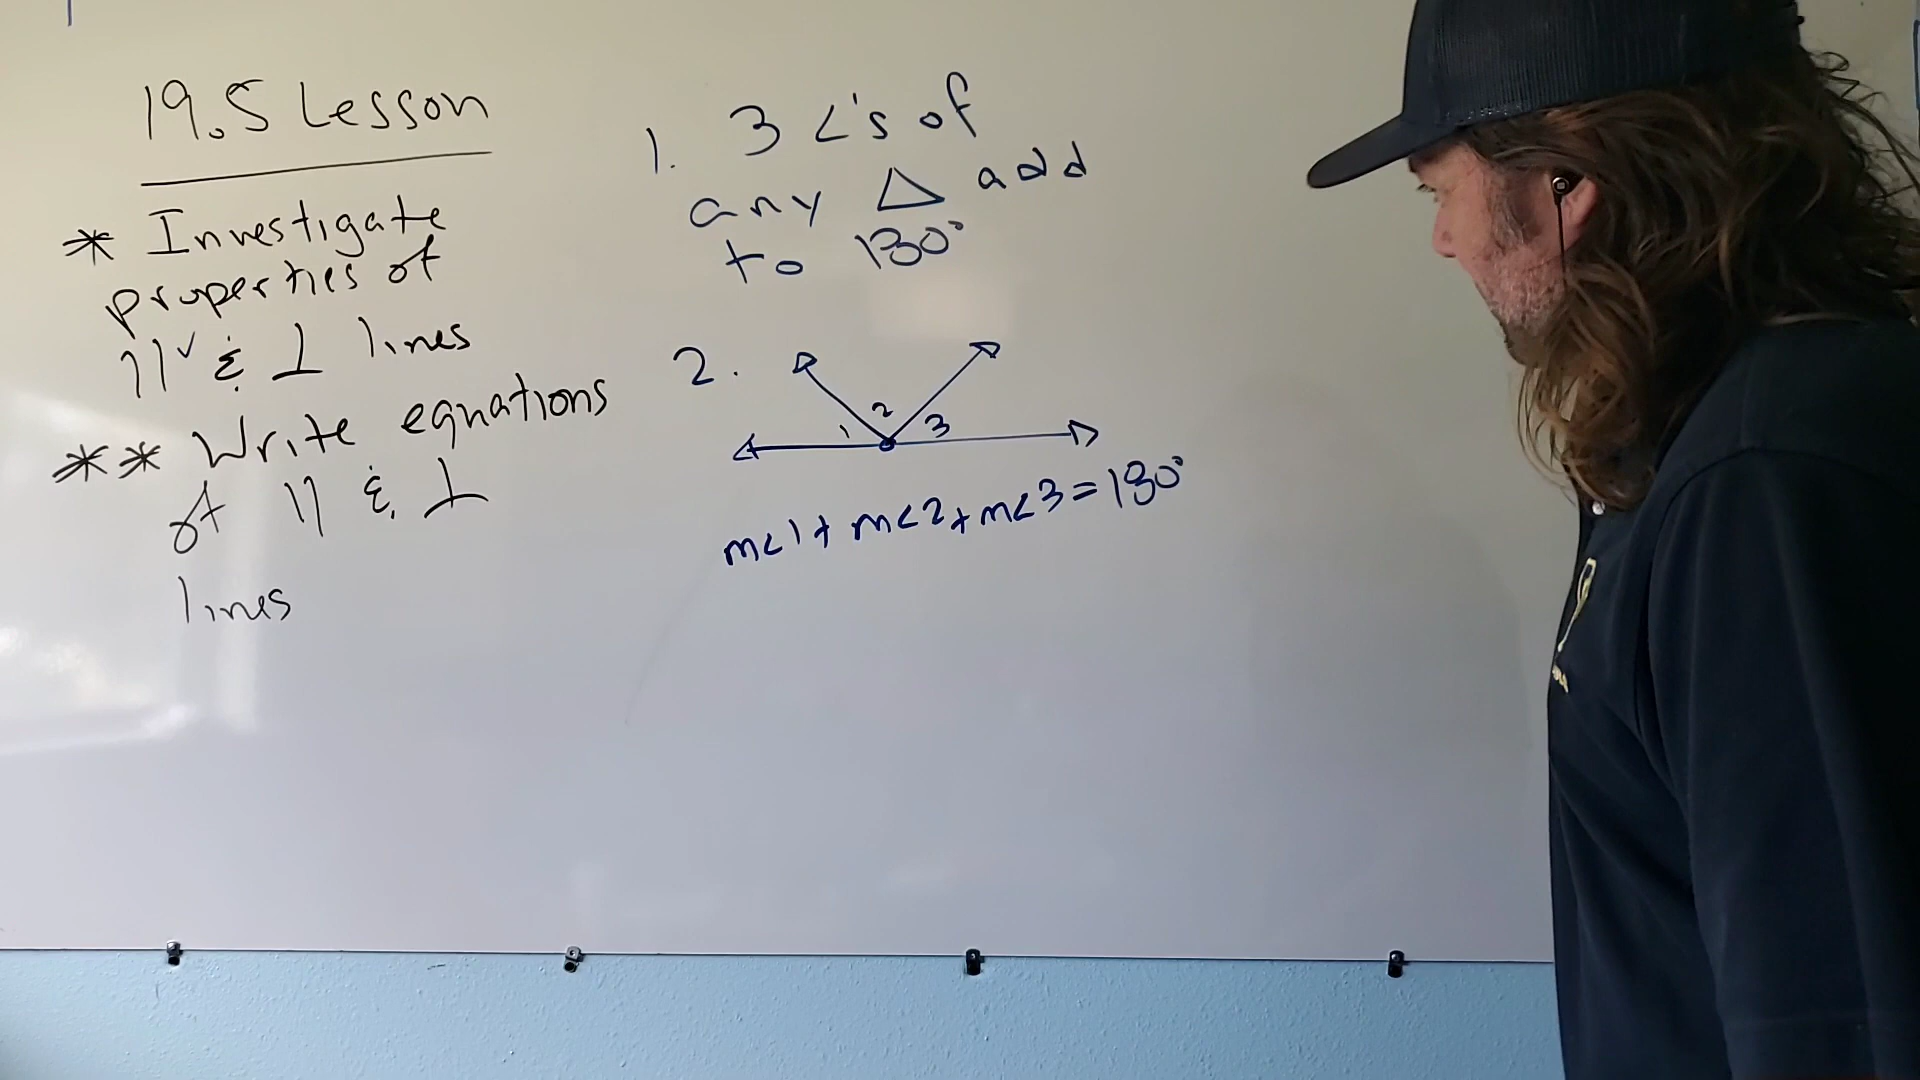 19.5 Lesson
* Investigate
properties of
|| & ⊥ lines
** Write equations
of || & ⊥
lines
1. 3 <'s of
any △ add
to 180°
2.
1 2 3
m<1 + m<2 + m<3 = 180°